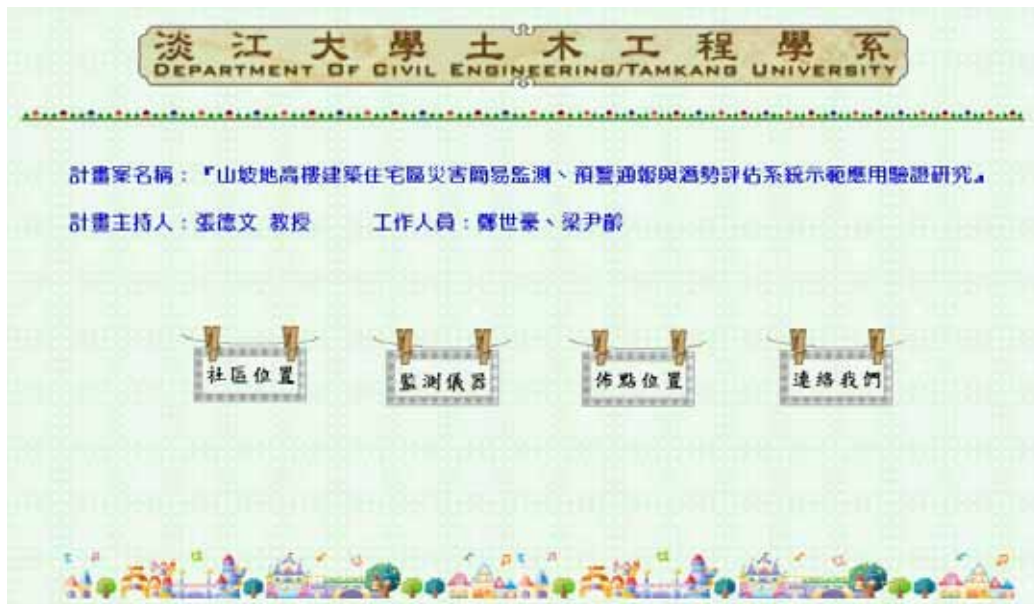 淡江大學土木工程學系
DEPARTMENT OF CIVIL ENGINEERING/TAMKANG UNIVERSITY
計畫案名稱：『山坡地高樓建築住宅區災害簡易監測、預警通報與災勢評估系統示範應用驗證研究』
計畫主持人：張德文 教授 工作人員：鄭世豪、梁尹
社區位置 監測儀器 佈點位置 連絡我們